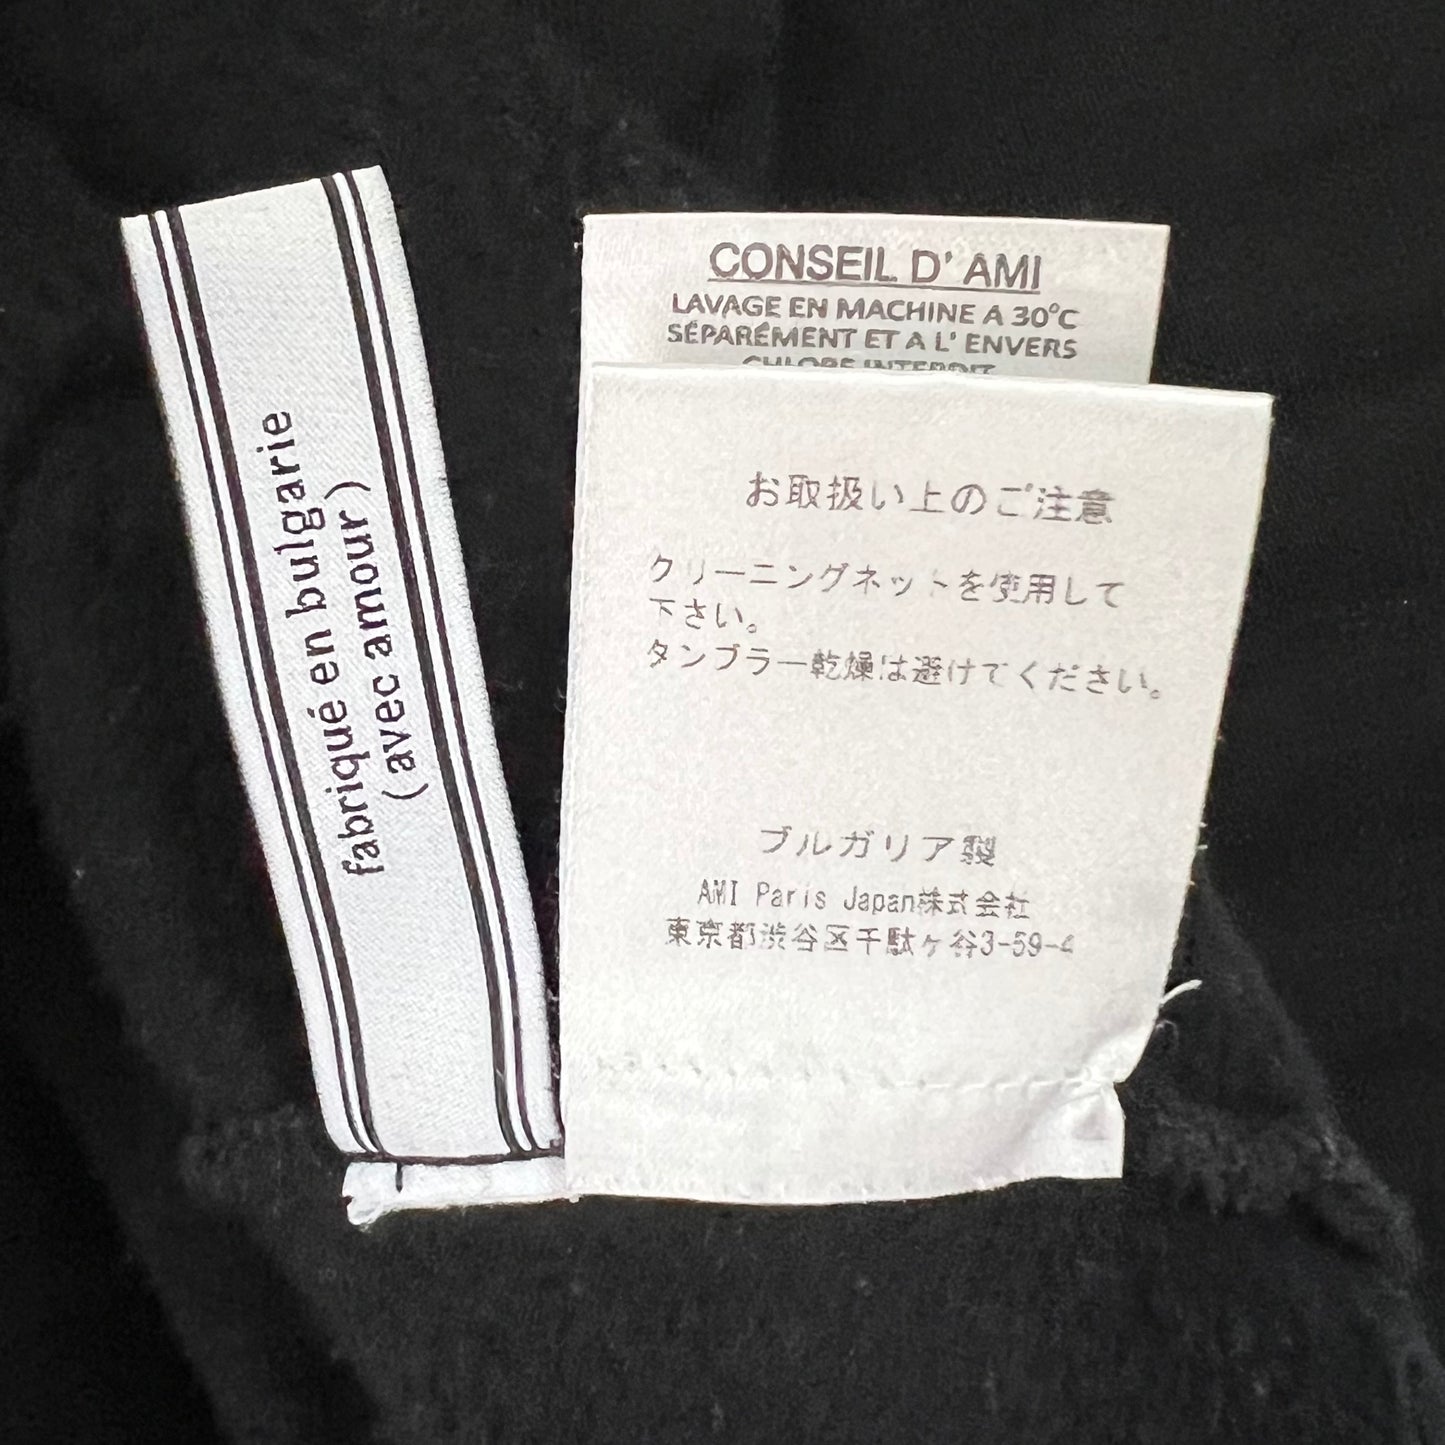 fabriqué en bulgarie
(avec amour)
CONSEIL D' AMI
LAVAGE EN MACHINE A 30°C
SÉPARÉMENT ET A L' ENVERS
CHLORE INTERDIT
お取扱い上のご注意
クリーニングネットを使用して
下さい。
タンブラー乾燥は避けてください。
ブルガリア製
AMI Paris Japan株式会社
東京都渋谷区千駄ヶ谷3-59-4